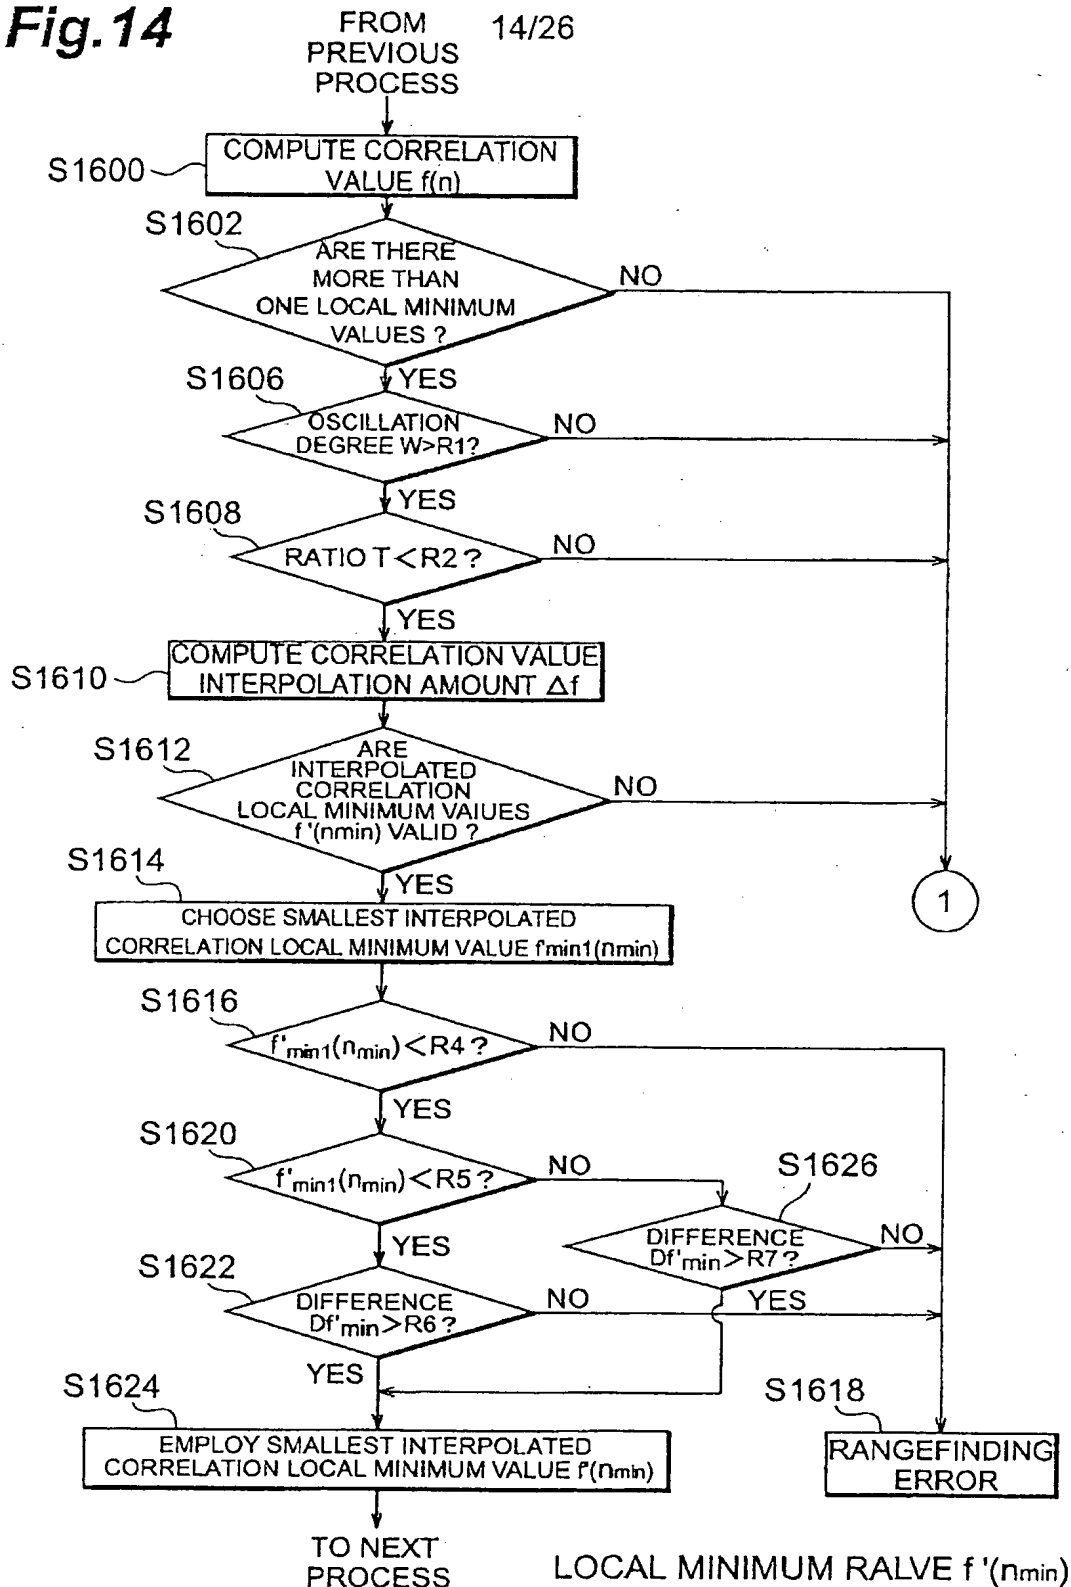 Fig.14
14/26
FROM
PREVIOUS
PROCESS
S1600
COMPUTE CORRELATION
VALUE f(n)
S1602
ARE THERE
MORE THAN
ONE LOCAL MINIMUM
VALUES ?
NO
YES
S1606
OSCILLATION
DEGREE W>R1?
NO
YES
S1608
RATIO T<R2 ?
NO
YES
S1610
COMPUTE CORRELATION VALUE
INTERPOLATION AMOUNT Δf
S1612
ARE
INTERPOLATED
CORRELATION
LOCAL MINIMUM VAIUES
f '(nmin) VALID ?
NO
YES
1
S1614
CHOOSE SMALLEST INTERPOLATED
CORRELATION LOCAL MINIMUM VALUE f'min1(nmin)
S1616
f'min1(nmin)<R4 ?
NO
YES
S1620
f'min1(nmin)<R5 ?
NO
YES
S1626
DIFFERENCE
Df'min>R7 ?
NO
YES
S1622
DIFFERENCE
Df'min>R6 ?
NO
YES
S1624
EMPLOY SMALLEST INTERPOLATED
CORRELATION LOCAL MINIMUM VALUE f'(nmin)
S1618
RANGEFINDING
ERROR
TO NEXT
PROCESS
LOCAL MINIMUM RALVE f '(nmin)